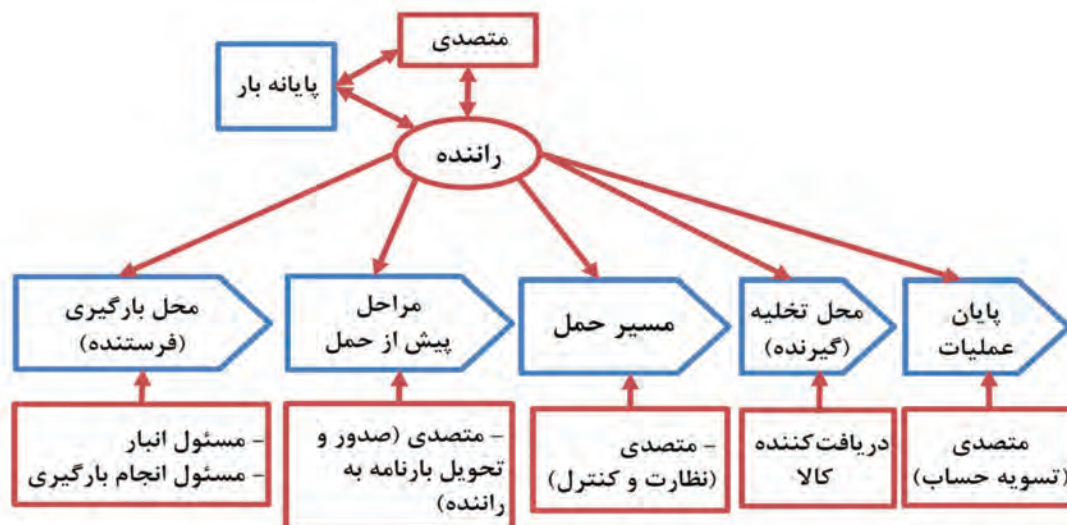 متصدی
پایانه بار
راننده
محل بارگیری
(فرستنده)
مراحل
پیش از حمل
مسیر حمل
محل تخلیه
(گیرنده)
پایان
عملیات
– مسئول انبار
– مسئول انجام بارگیری
– متصدی (صدور و
تحویل بارنامه به
راننده)
– متصدی
(نظارت و کنترل)
دریافت‌کننده
کالا
متصدی
(تسویه حساب)